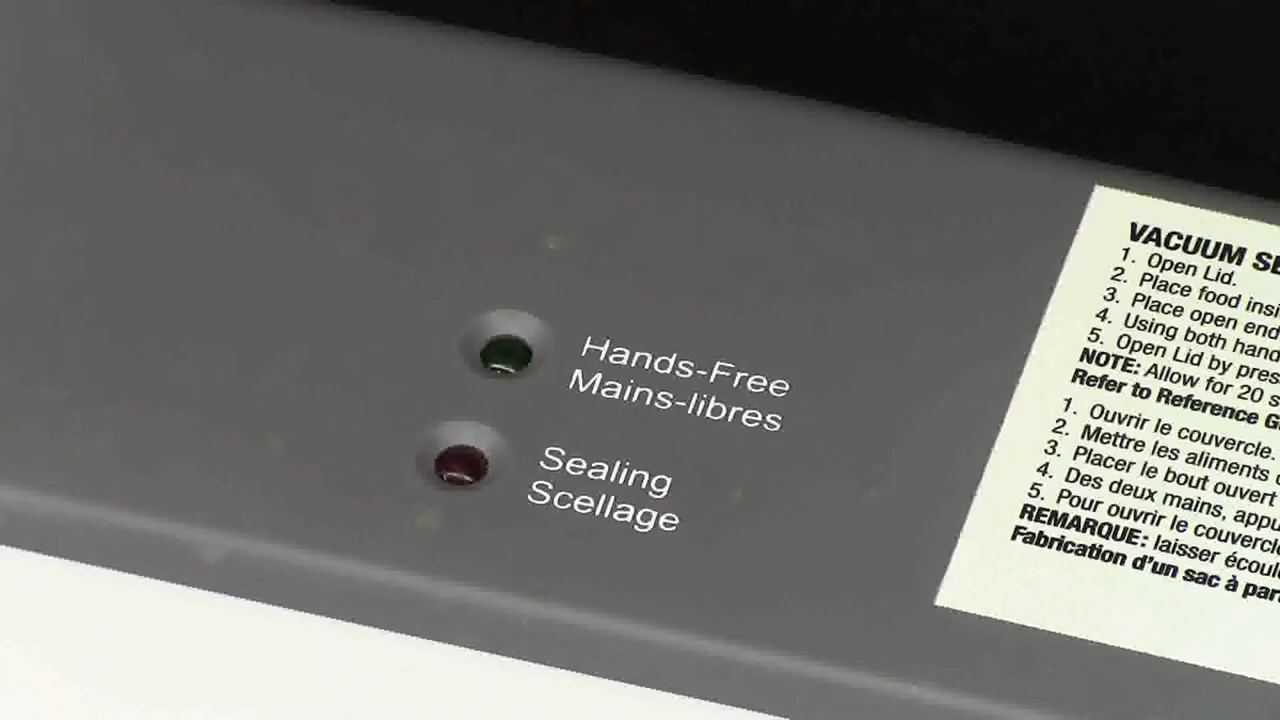 Hands-Free
Mains-libres
Sealing
Scellage
VACUUM
1. Open Lid.
2. Place food
3. Place open end
4. Using both
5. Open Lid by
NOTE: Allow for 20
Refer to Reference
1. Ouvrir le couvercle.
2. Mettre les aliments
3. Placer le bout ouvert
4. Des deux mains,
5. Pour ouvrir le
REMARQUE: laisser
Fabrication d'un sac à